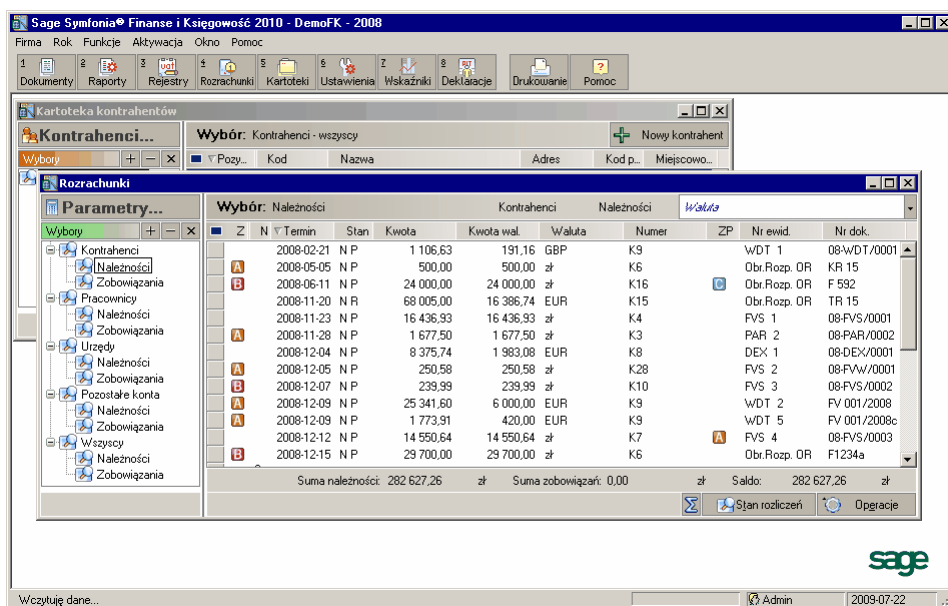 Sage Symfonia® Finanse i Księgowość 2010 - DemoFK - 2008
Firma Rok Funkcje Aktywacja Okno Pomoc
1 2 3 4 5 6 7 8
Dokumenty Raporty Rejestry Rozrachunki Kartoteki Ustawienia Wskaźniki Deklaracje Drukowanie Pomoc
Kartoteka kontrahentów
Kontrahenci... Wybór: Kontrahenci - wszyscy Nowy kontrahent
Wybory Pozy... Kod Nazwa Adres Kod p... Miejscowo...
Rozrachunki
Parametry... Wybór: Należności Kontrahenci Należności Waluta
Wybory Z N Termin Stan Kwota Kwota wal. Waluta Numer ZP Nr ewid. Nr dok.
Kontrahenci
Należności
Zobowiązania
Pracownicy
Należności
Zobowiązania
Urzędy
Należności
Zobowiązania
Pozostałe konta
Należności
Zobowiązania
Wszyscy
Należności
Zobowiązania
2008-02-21 N P 1 106,63 191,16 GBP K9 WDT 1 08-WDT/0001
A 2008-05-05 N P 500,00 500,00 zł K6 Obr.Rozp. OR KR 15
B 2008-06-11 N P 24 000,00 24 000,00 zł K16 C Obr.Rozp. OR F 592
2008-11-20 N R 68 005,00 16 386,74 EUR K15 Obr.Rozp. OR TR 15
2008-11-23 N P 16 436,93 16 436,93 zł K4 FVS 1 08-FVS/0001
A 2008-11-28 N P 1 677,50 1 677,50 zł K3 PAR 2 08-PAR/0002
2008-12-04 N P 8 375,74 1 983,08 EUR K8 DEX 1 08-DEX/0001
A 2008-12-05 N P 250,58 250,58 zł K28 FVS 2 08-FVW/0001
B 2008-12-07 N P 239,99 239,99 zł K10 FVS 3 08-FVS/0002
A 2008-12-09 N P 25 341,60 6 000,00 EUR K9 WDT 2 FV 001/2008
A 2008-12-09 N P 1 773,91 420,00 EUR K9 WDT 5 FV 001/2008c
2008-12-12 N P 14 550,64 14 550,64 zł K7 A FVS 4 08-FVS/0003
B 2008-12-15 N P 29 700,00 29 700,00 zł K6 Obr.Rozp. OR F1234a
Suma należności: 282 627,26 zł Suma zobowiązań: 0,00 zł Saldo: 282 627,26 zł
Σ Stan rozliczeń Operacje
sage
Wczytuję dane... Admin 2009-07-22